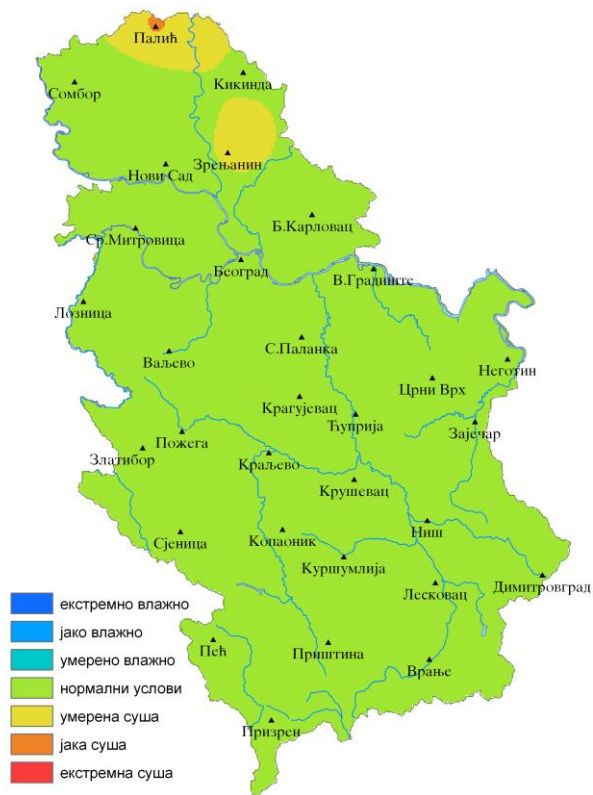 Палић
Сомбор
Кикинда
Зрењанин
Нови Сад
Б.Карловац
Ср.Митровица
Београд
В.Градиште
Лозница
С.Паланка
Ваљево
Неготин
Црни Врх
Крагујевац
Ћуприја
Зајечар
Пожега
Златибор
Краљево
Крушевац
Ниш
Сјеница
Копаоник
Куршумлија
Лесковац
Димитровград
Пећ
Приштина
Врање
Призрен
екстремно влажно
јако влажно
умерено влажно
нормални услови
умерена суша
јака суша
екстремна суша